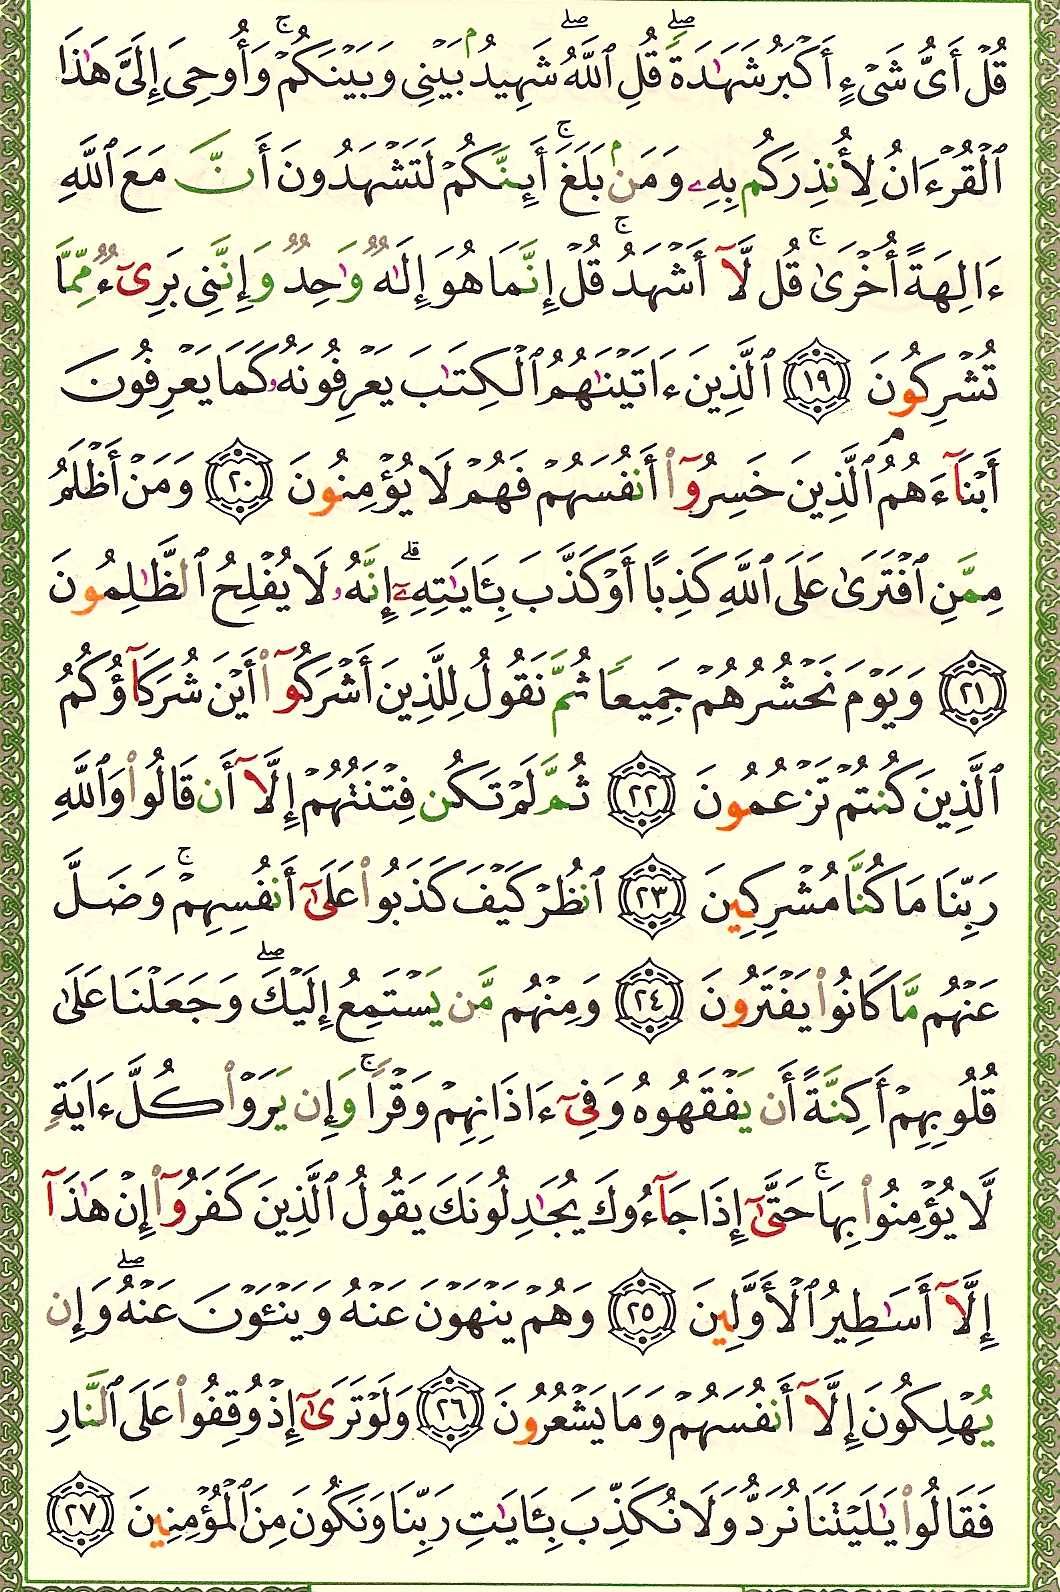 قُلْ أَىُّ شَىْءٍ أَكْبَرُ شَهَٰدَةً ۖ قُلِ ٱللَّهُ ۖ شَهِيدٌۢ بَيْنِى وَبَيْنَكُمْ ۚ وَأُوحِىَ إِلَىَّ هَٰذَا
ٱلْقُرْءَانُ لِأُنذِرَكُم بِهِۦ وَمَنۢ بَلَغَ ۚ أَئِنَّكُمْ لَتَشْهَدُونَ أَنَّ مَعَ ٱللَّهِ
ءَالِهَةً أُخْرَىٰ ۚ قُل لَّآ أَشْهَدُ ۚ قُلْ إِنَّمَا هُوَ إِلَٰهٌ وَٰحِدٌ وَإِنَّنِى بَرِىٓءٌ مِّمَّا
تُشْرِكُونَ ١٩ ٱلَّذِينَ ءَاتَيْنَٰهُمُ ٱلْكِتَٰبَ يَعْرِفُونَهُۥ كَمَا يَعْرِفُونَ
أَبْنَآءَهُمُ ٱلَّذِينَ خَسِرُوٓا۟ أَنفُسَهُمْ فَهُمْ لَا يُؤْمِنُونَ ٢٠ وَمَنْ أَظْلَمُ
مِمَّنِ ٱفْتَرَىٰ عَلَى ٱللَّهِ كَذِبًا أَوْ كَذَّبَ بِـَٔايَٰتِهِۦٓ ۗ إِنَّهُۥ لَا يُفْلِحُ ٱلظَّٰلِمُونَ
٢١ وَيَوْمَ نَحْشُرُهُمْ جَمِيعًا ثُمَّ نَقُولُ لِلَّذِينَ أَشْرَكُوٓا۟ أَيْنَ شُرَكَآؤُكُمُ
ٱلَّذِينَ كُنتُمْ تَزْعُمُونَ ٢٢ ثُمَّ لَمْ تَكُن فِتْنَتُهُمْ إِلَّآ أَن قَالُوا۟ وَٱللَّهِ
رَبِّنَا مَا كُنَّا مُشْرِكِينَ ٢٣ ٱنظُرْ كَيْفَ كَذَبُوا۟ عَلَىٰٓ أَنفُسِهِمْ ۚ وَضَلَّ
عَنْهُم مَّا كَانُوا۟ يَفْتَرُونَ ٢٤ وَمِنْهُم مَّن يَسْتَمِعُ إِلَيْكَ ۖ وَجَعَلْنَا عَلَىٰ
قُلُوبِهِمْ أَكِنَّةً أَن يَفْقَهُوهُ وَفِىٓ ءَاذَانِهِمْ وَقْرًا ۚ وَإِن يَرَوْا۟ كُلَّ ءَايَةٍ
لَّا يُؤْمِنُوا۟ بِهَا ۚ حَتَّىٰٓ إِذَا جَآءُوكَ يُجَٰدِلُونَكَ يَقُولُ ٱلَّذِينَ كَفَرُوٓا۟ إِنْ هَٰذَآ
إِلَّآ أَسَٰطِيرُ ٱلْأَوَّلِينَ ٢٥ وَهُمْ يَنْهَوْنَ عَنْهُ وَيَنْـَٔوْنَ عَنْهُ ۖ وَإِن
يُهْلِكُونَ إِلَّآ أَنفُسَهُمْ وَمَا يَشْعُرُونَ ٢٦ وَلَوْ تَرَىٰٓ إِذْ وُقِفُوا۟ عَلَى ٱلنَّارِ
فَقَالُوا۟ يَٰلَيْتَنَا نُرَدُّ وَلَا نُكَذِّبَ بِـَٔايَٰتِ رَبِّنَا وَنَكُونَ مِنَ ٱلْمُؤْمِنِينَ ٢٧